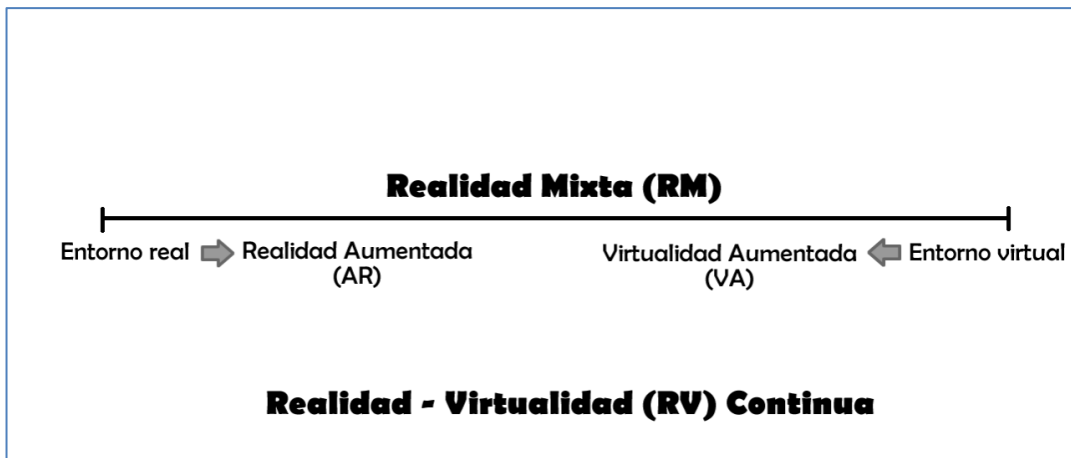 Realidad Mixta (RM)
Entorno real Realidad Aumentada Virtualidad Aumentada Entorno virtual
(AR) (VA)
Realidad - Virtualidad (RV) Continua